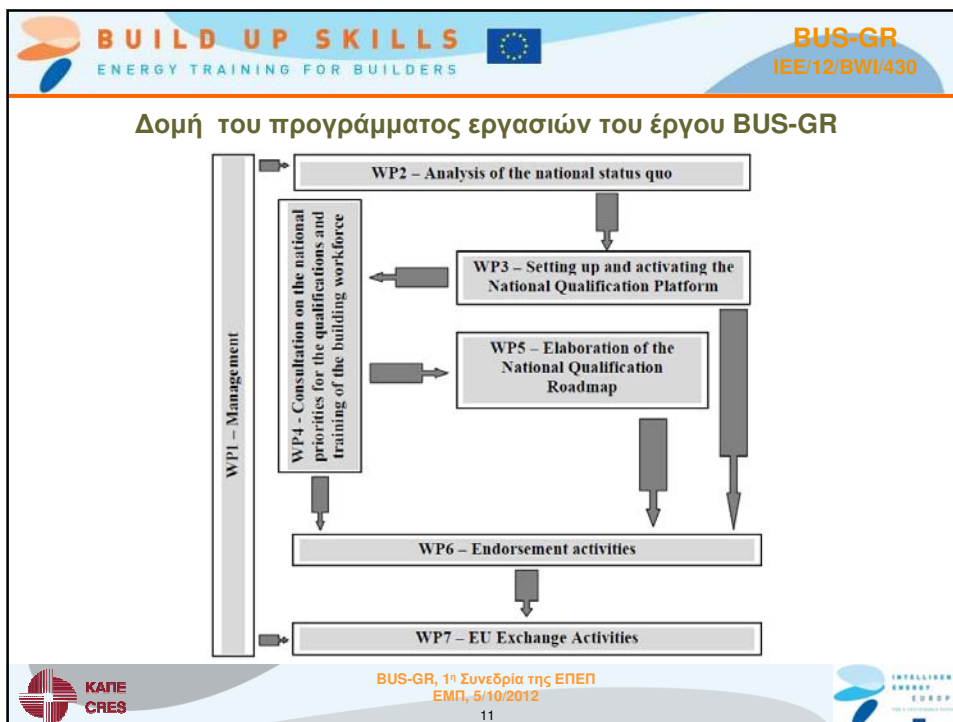 BUILD UP SKILLS
ENERGY TRAINING FOR BUILDERS
BUS-GR
IEE/12/BWI/430
Δομή του προγράμματος εργασιών του έργου BUS-GR
WP1 – Management
WP2 – Analysis of the national status quo
WP3 – Setting up and activating the
National Qualification Platform
WP4 - Consultation on the national
priorities for the qualifications and
training of the building workforce
WP5 – Elaboration of the
National Qualification
Roadmap
WP6 – Endorsement activities
WP7 – EU Exchange Activities
ΚΑΠΕ
CRES
BUS-GR, 1η Συνεδρία της ΕΠΕΠ
ΕΜΠ, 5/10/2012
11
INTELLIGEN
ENERGY
EUROP